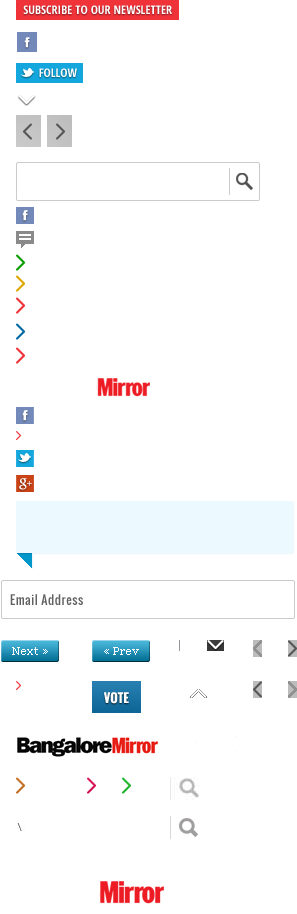 SUBSCRIBE TO OUR NEWSLETTER
f
FOLLOW
f
Mirror
f
g+
Email Address
Next » « Prev
VOTE
BangaloreMirror
\
Mirror